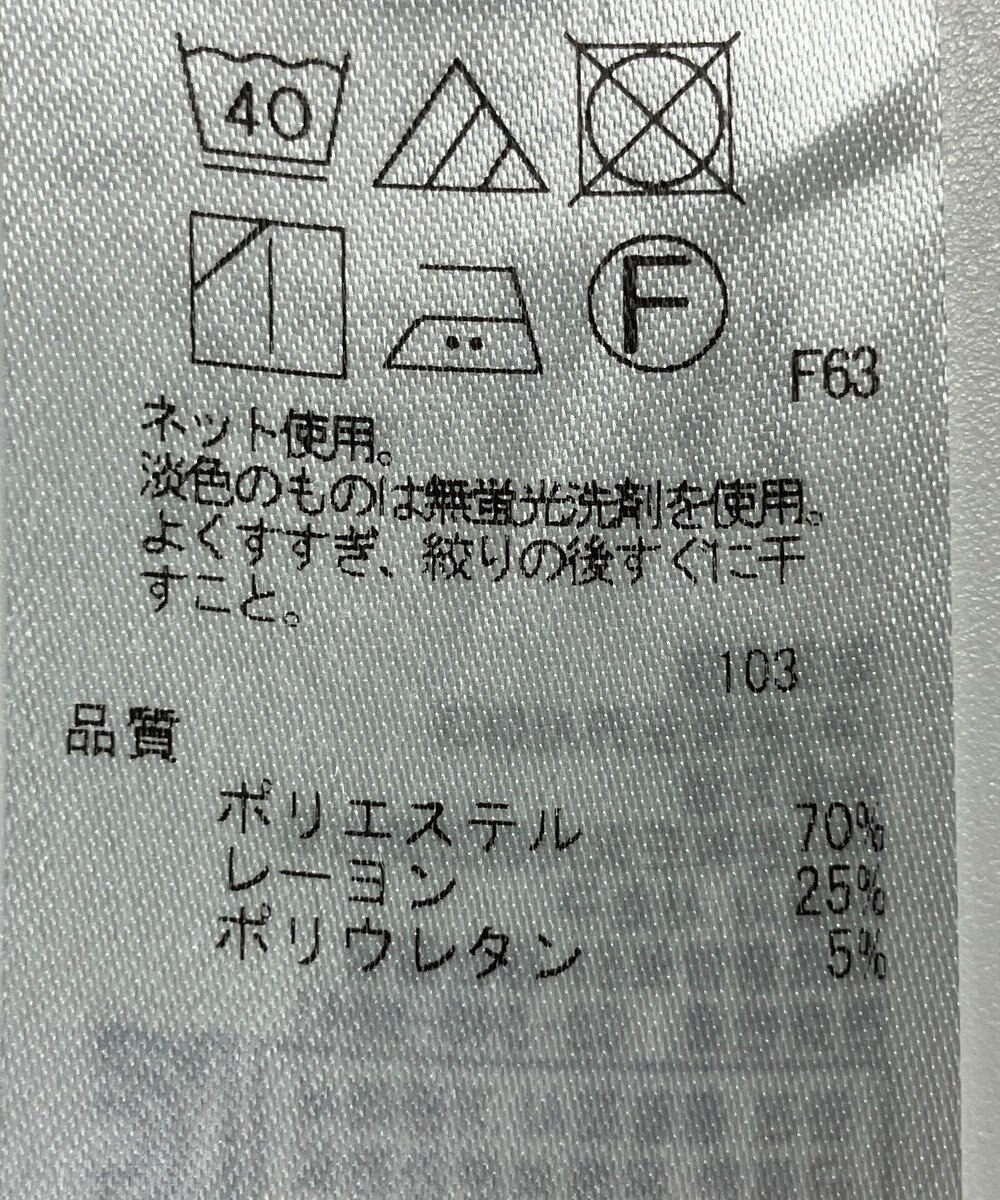 40
F
F63
ネット使用。
淡色のものは無蛍光洗剤を使用。
よくすすぎ、絞りの後すぐに干
すこと。
103
品質
ポリエステル 70%
レーヨン 25%
ポリウレタン 5%